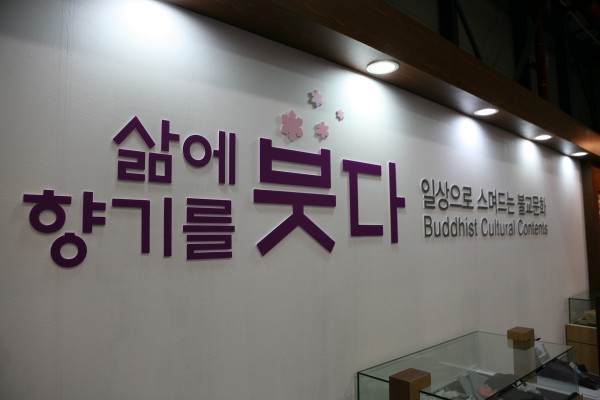 삶에
향기를
붓다
일상으로 스며드는 불교문화
Buddhist Cultural Contents